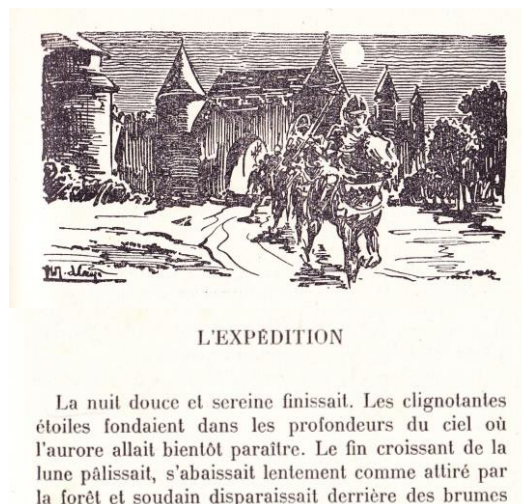 L'EXPÉDITION
La nuit douce et sereine finissait. Les clignotantes
étoiles fondaient dans les profondeurs du ciel où
l'aurore allait bientôt paraître. Le fin croissant de la
lune pâlissait, s'abaissait lentement comme attiré par
la forêt et soudain disparaissait derrière des brumes